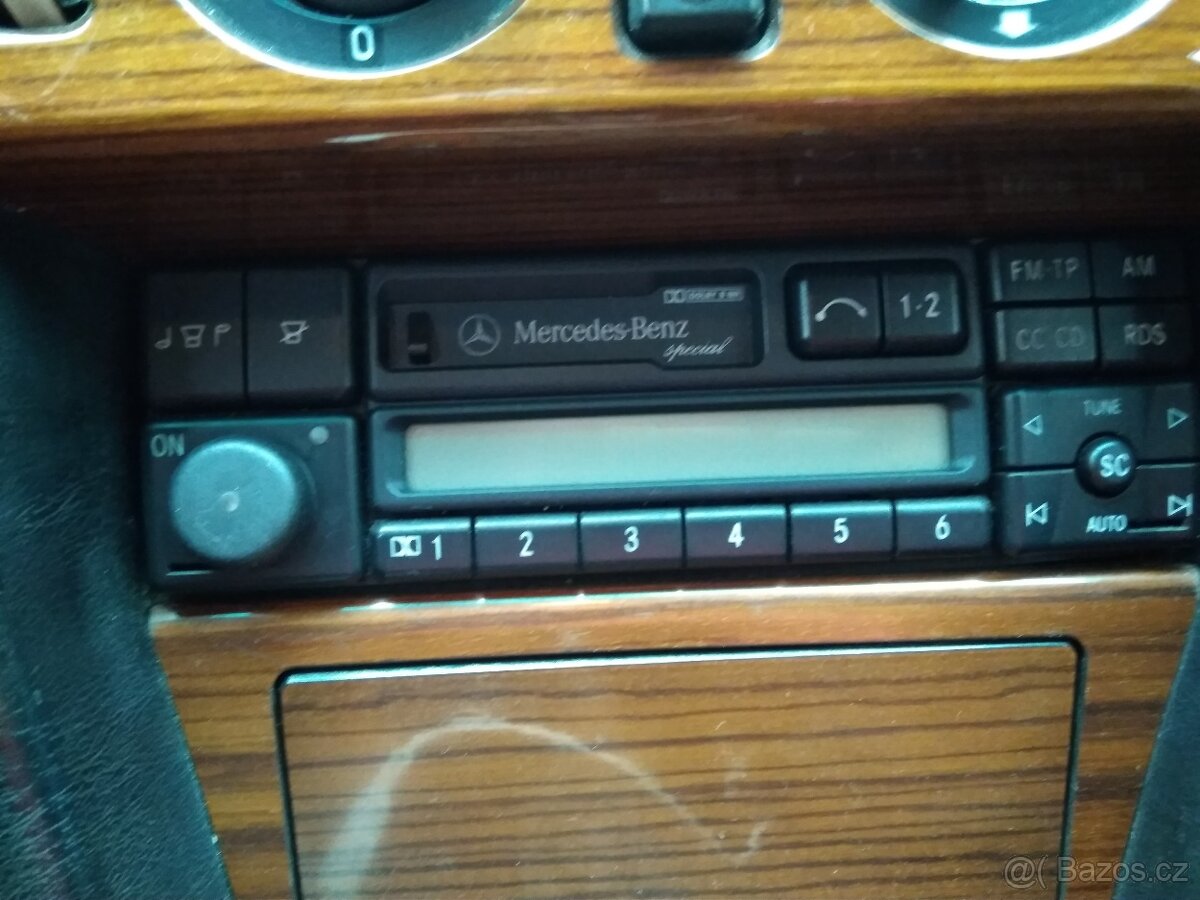 0
FM·TP AM
Mercedes-Benz
special
1·2
CC CD RDS
TUNE
ON
SC
1 2 3 4 5 6
AUTO
@( Bazos.cz